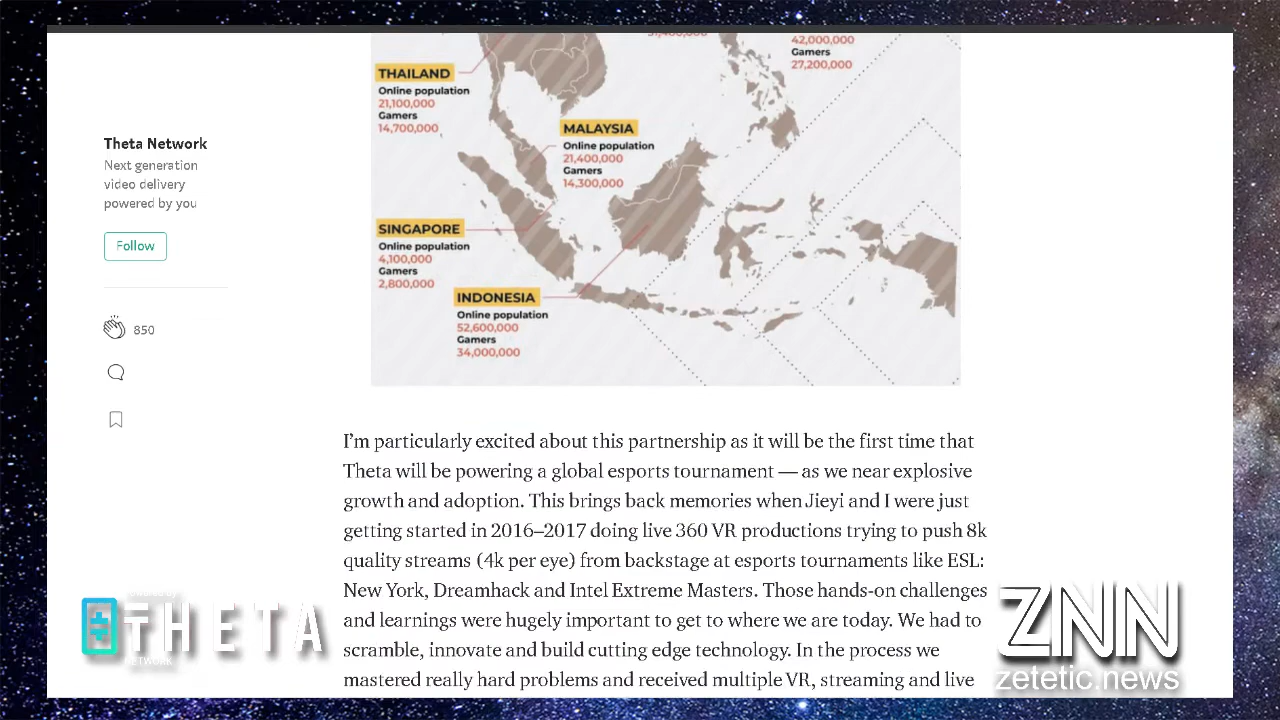 42,000,000
Gamers
27,200,000
THAILAND
Online population
21,100,000
Gamers
14,700,000
MALAYSIA
Online population
21,400,000
Gamers
14,300,000
SINGAPORE
Online population
4,100,000
Gamers
2,800,000
INDONESIA
Online population
52,600,000
Gamers
34,000,000
Theta Network
Next generation
video delivery
powered by you
Follow
850
I'm particularly excited about this partnership as it will be the first time that
Theta will be powering a global esports tournament — as we near explosive
growth and adoption. This brings back memories when Jieyi and I were just
getting started in 2016–2017 doing live 360 VR productions trying to push 8k
quality streams (4k per eye) from backstage at esports tournaments like ESL:
New York, Dreamhack and Intel Extreme Masters. Those hands-on challenges
and learnings were hugely important to get to where we are today. We had to
scramble, innovate and build cutting edge technology. In the process we
mastered really hard problems and received multiple VR, streaming and live
THETA
NETWORK
ZNN
zetetic.news